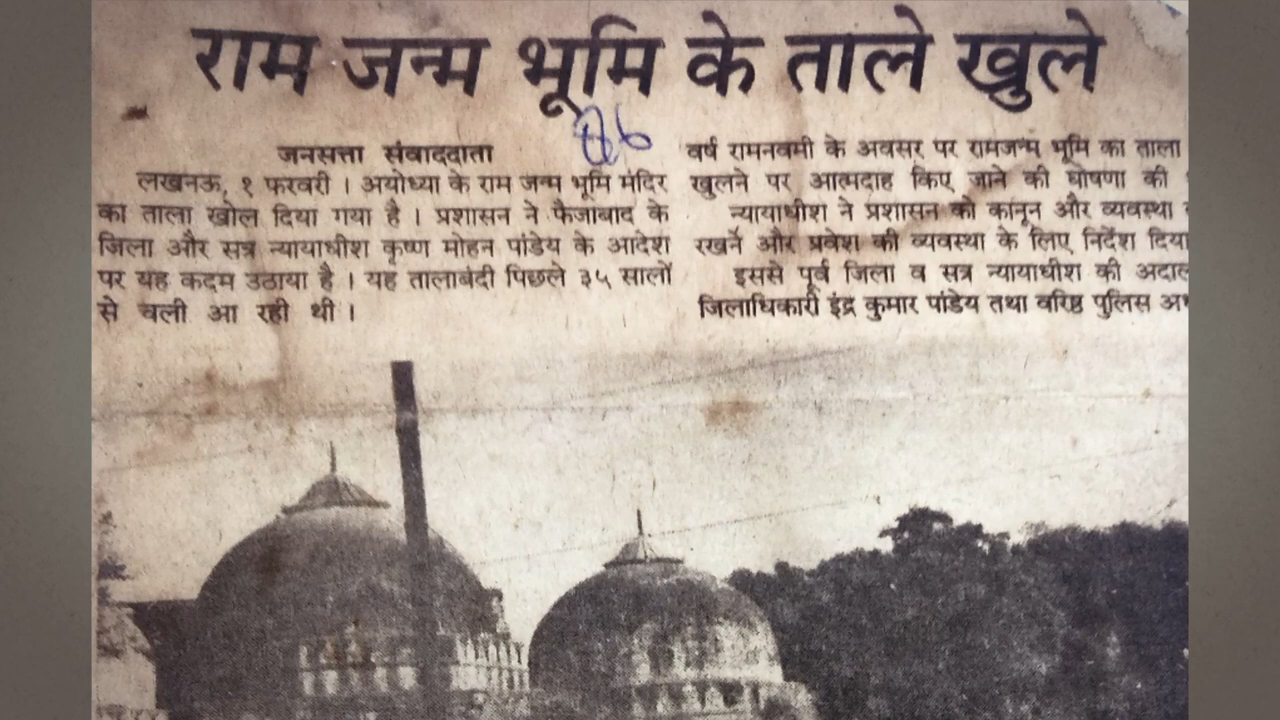 राम जन्म भूमि के ताले खुले
86
जनसत्ता संवाददाता
लखनऊ, १ फरवरी । अयोध्या के राम जन्म भूमि मंदिर
का ताला खोल दिया गया है । प्रशासन ने फैजाबाद के
जिला और सत्र न्यायाधीश कृष्ण मोहन पांडेय के आदेश
पर यह कदम उठाया है । यह तालाबंदी पिछले ३५ सालों
से चली आ रही थी ।
वर्ष रामनवमी के अवसर पर रामजन्म भूमि का ताला
खुलने पर आत्मदाह किए जाने की घोषणा की
न्यायाधीश ने प्रशासन को कानून और व्यवस्था
रखने और प्रवेश की व्यवस्था के लिए निर्देश दिया
इससे पूर्व जिला व सत्र न्यायाधीश की
जिलाधिकारी इंद्र कुमार पांडेय तथा वरिष्ठ पुलिस